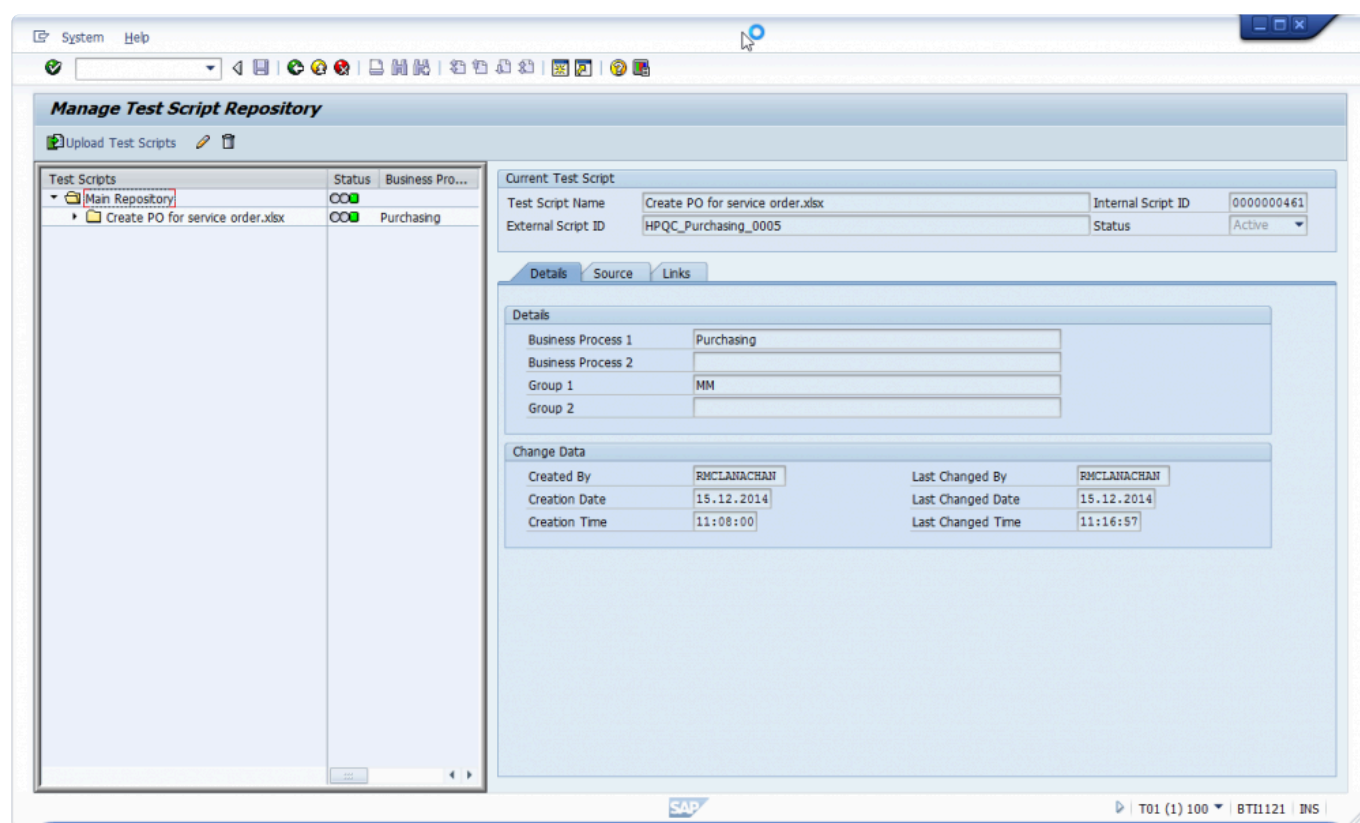 System Help
Manage Test Script Repository
Upload Test Scripts
Test Scripts Status Business Pro...
Main Repository
Create PO for service order.xlsx Purchasing
Current Test Script
Test Script Name Create PO for service order.xlsx Internal Script ID 0000000461
External Script ID HPQC_Purchasing_0005 Status Active
Details Source Links
Details
Business Process 1 Purchasing
Business Process 2
Group 1 MM
Group 2
Change Data
Created By RMCLANACHAN Last Changed By RMCLANACHAN
Creation Date 15.12.2014 Last Changed Date 15.12.2014
Creation Time 11:08:00 Last Changed Time 11:16:57
SAP T01 (1) 100 BTI1121 INS